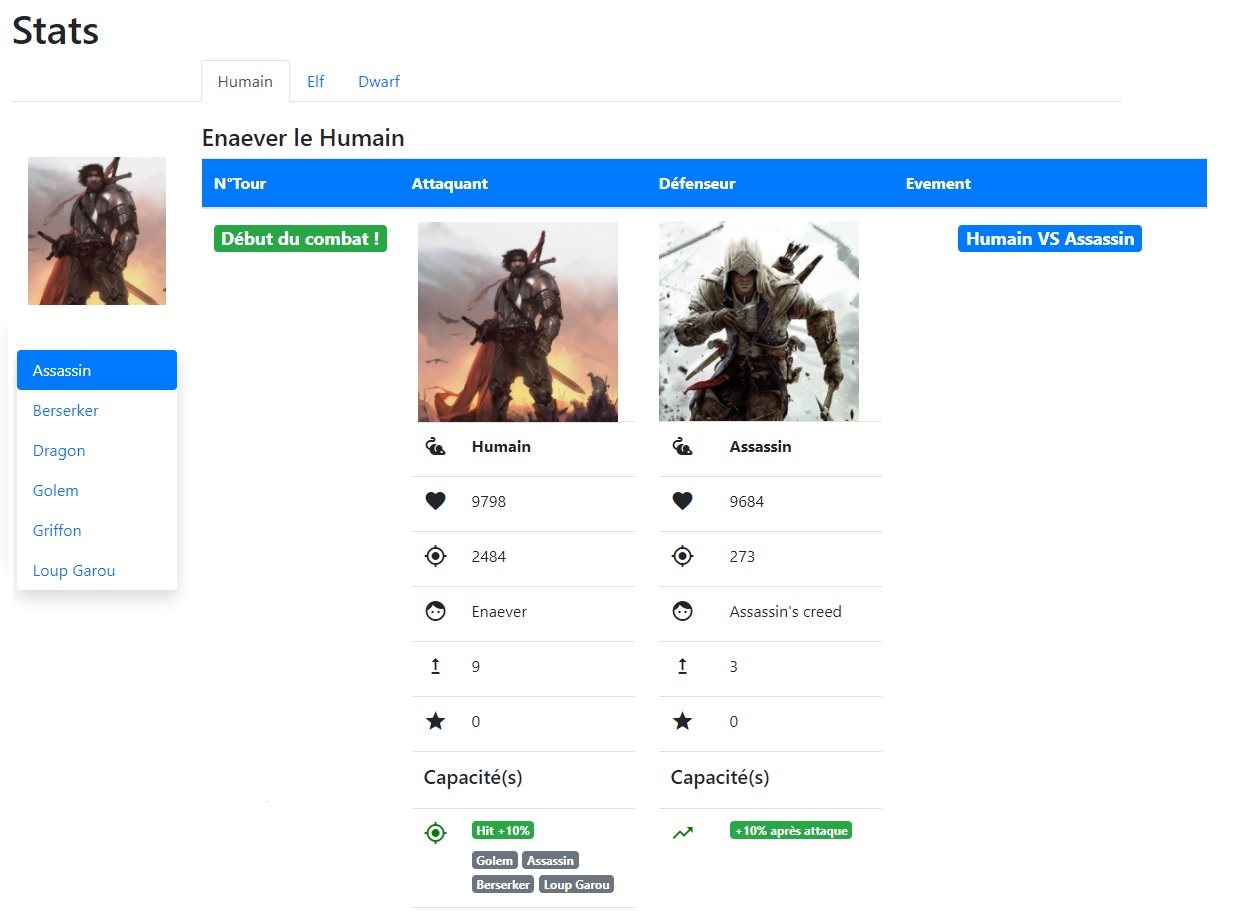 Stats
Humain Elf Dwarf
Enaever le Humain
N°Tour Attaquant Défenseur Evement
Début du combat ! Humain VS Assassin
Assassin
Berserker
Dragon
Golem
Griffon
Loup Garou
Humain Assassin
9798 9684
2484 273
Enaever Assassin's creed
9 3
0 0
Capacité(s) Capacité(s)
Hit +10% +10% après attaque
Golem Assassin
Berserker Loup Garou